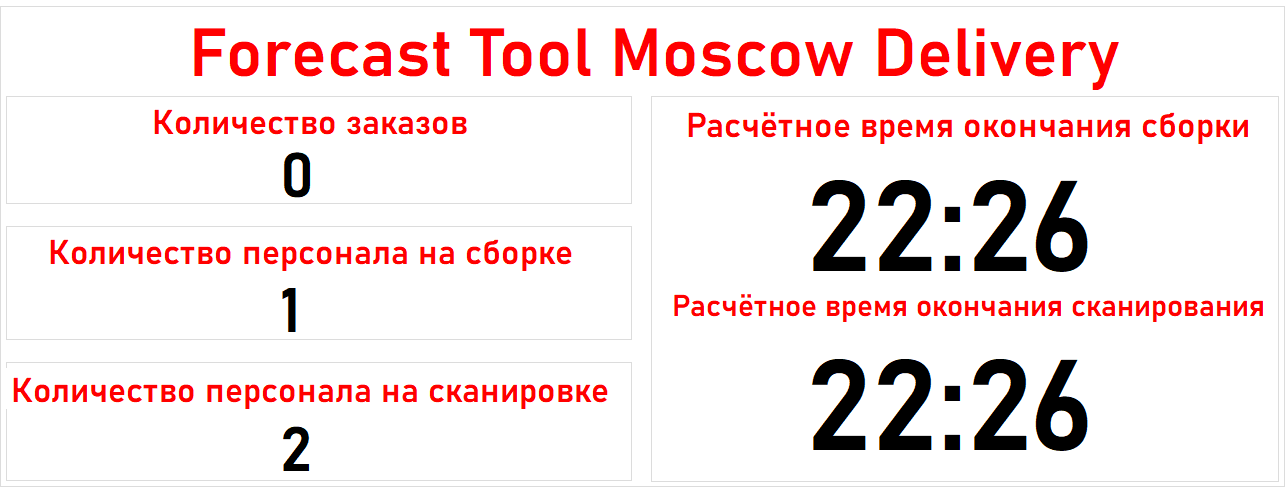 Forecast Tool Moscow Delivery
Количество заказов
0
Количество персонала на сборке
1
Количество персонала на сканировке
2
Расчётное время окончания сборки
22:26
Расчётное время окончания сканирования
22:26